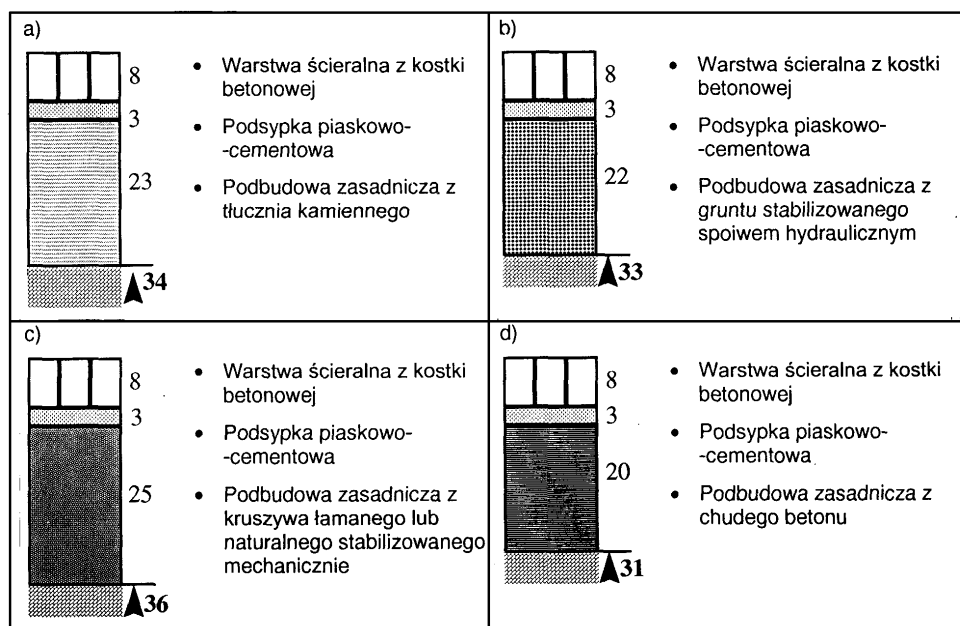 a)
8
3
23
34
• Warstwa ścieralna z kostki
betonowej
• Podsypka piaskowo-
-cementowa
• Podbudowa zasadnicza z
tłucznia kamiennego
b)
8
3
22
33
• Warstwa ścieralna z kostki
betonowej
• Podsypka piaskowo-
-cementowa
• Podbudowa zasadnicza z
gruntu stabilizowanego
spoiwem hydraulicznym
c)
8
3
25
36
• Warstwa ścieralna z kostki
betonowej
• Podsypka piaskowo-
-cementowa
• Podbudowa zasadnicza z
kruszywa łamanego lub
naturalnego stabilizowanego
mechanicznie
d)
8
3
20
31
• Warstwa ścieralna z kostki
betonowej
• Podsypka piaskowo-
-cementowa
• Podbudowa zasadnicza z
chudego betonu